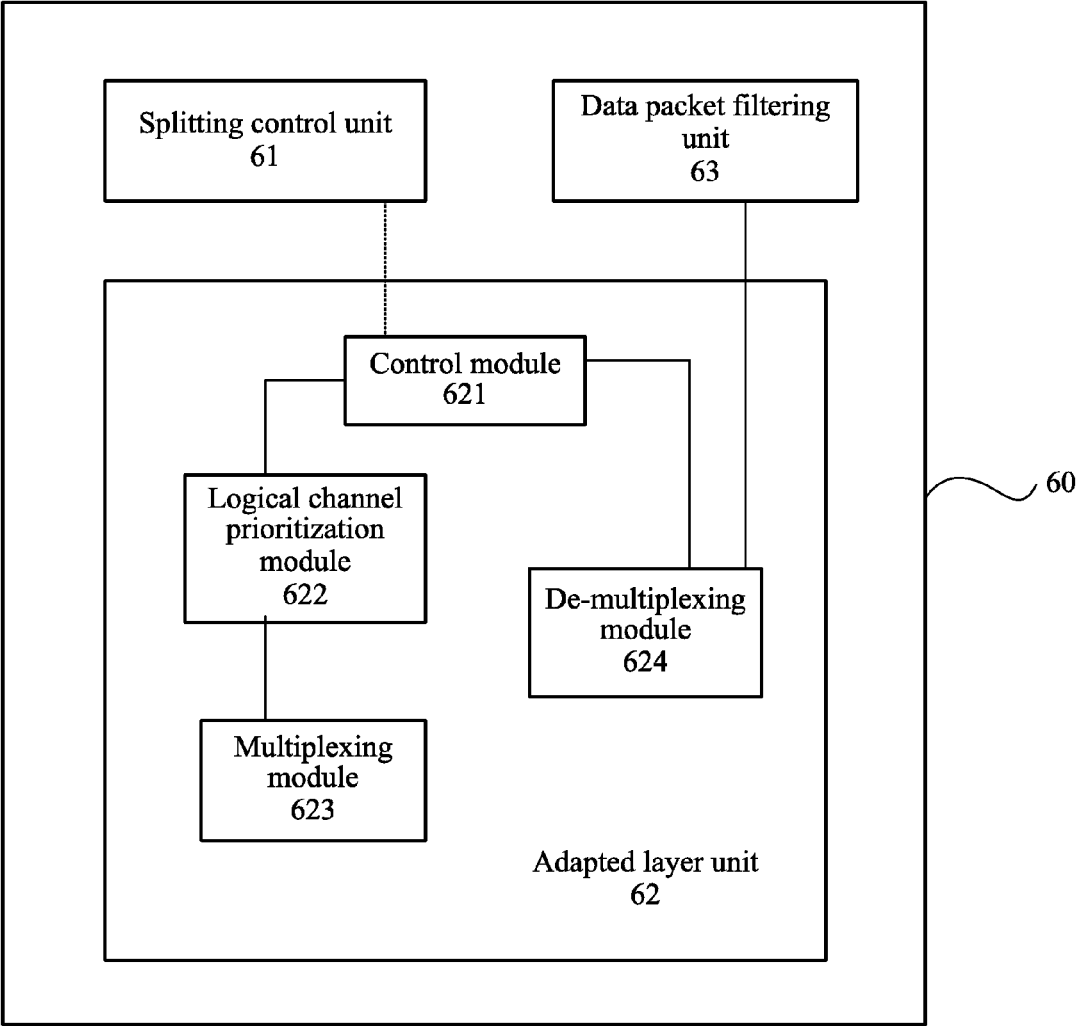 Splitting control unit
61
Data packet filtering
unit
63
Control module
621
Logical channel
prioritization
module
622
De-multiplexing
module
624
Multiplexing
module
623
Adapted layer unit
62
60